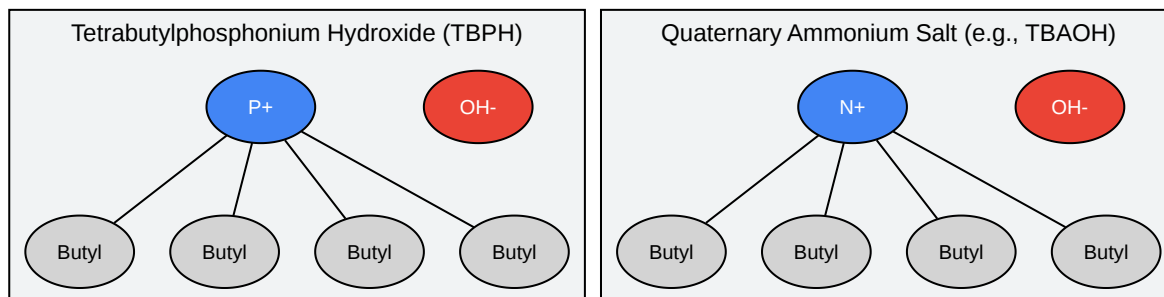 Tetrabutylphosphonium Hydroxide (TBPH)
P+
OH-
Butyl
Butyl
Butyl
Butyl
Quaternary Ammonium Salt (e.g., TBAOH)
N+
OH-
Butyl
Butyl
Butyl
Butyl